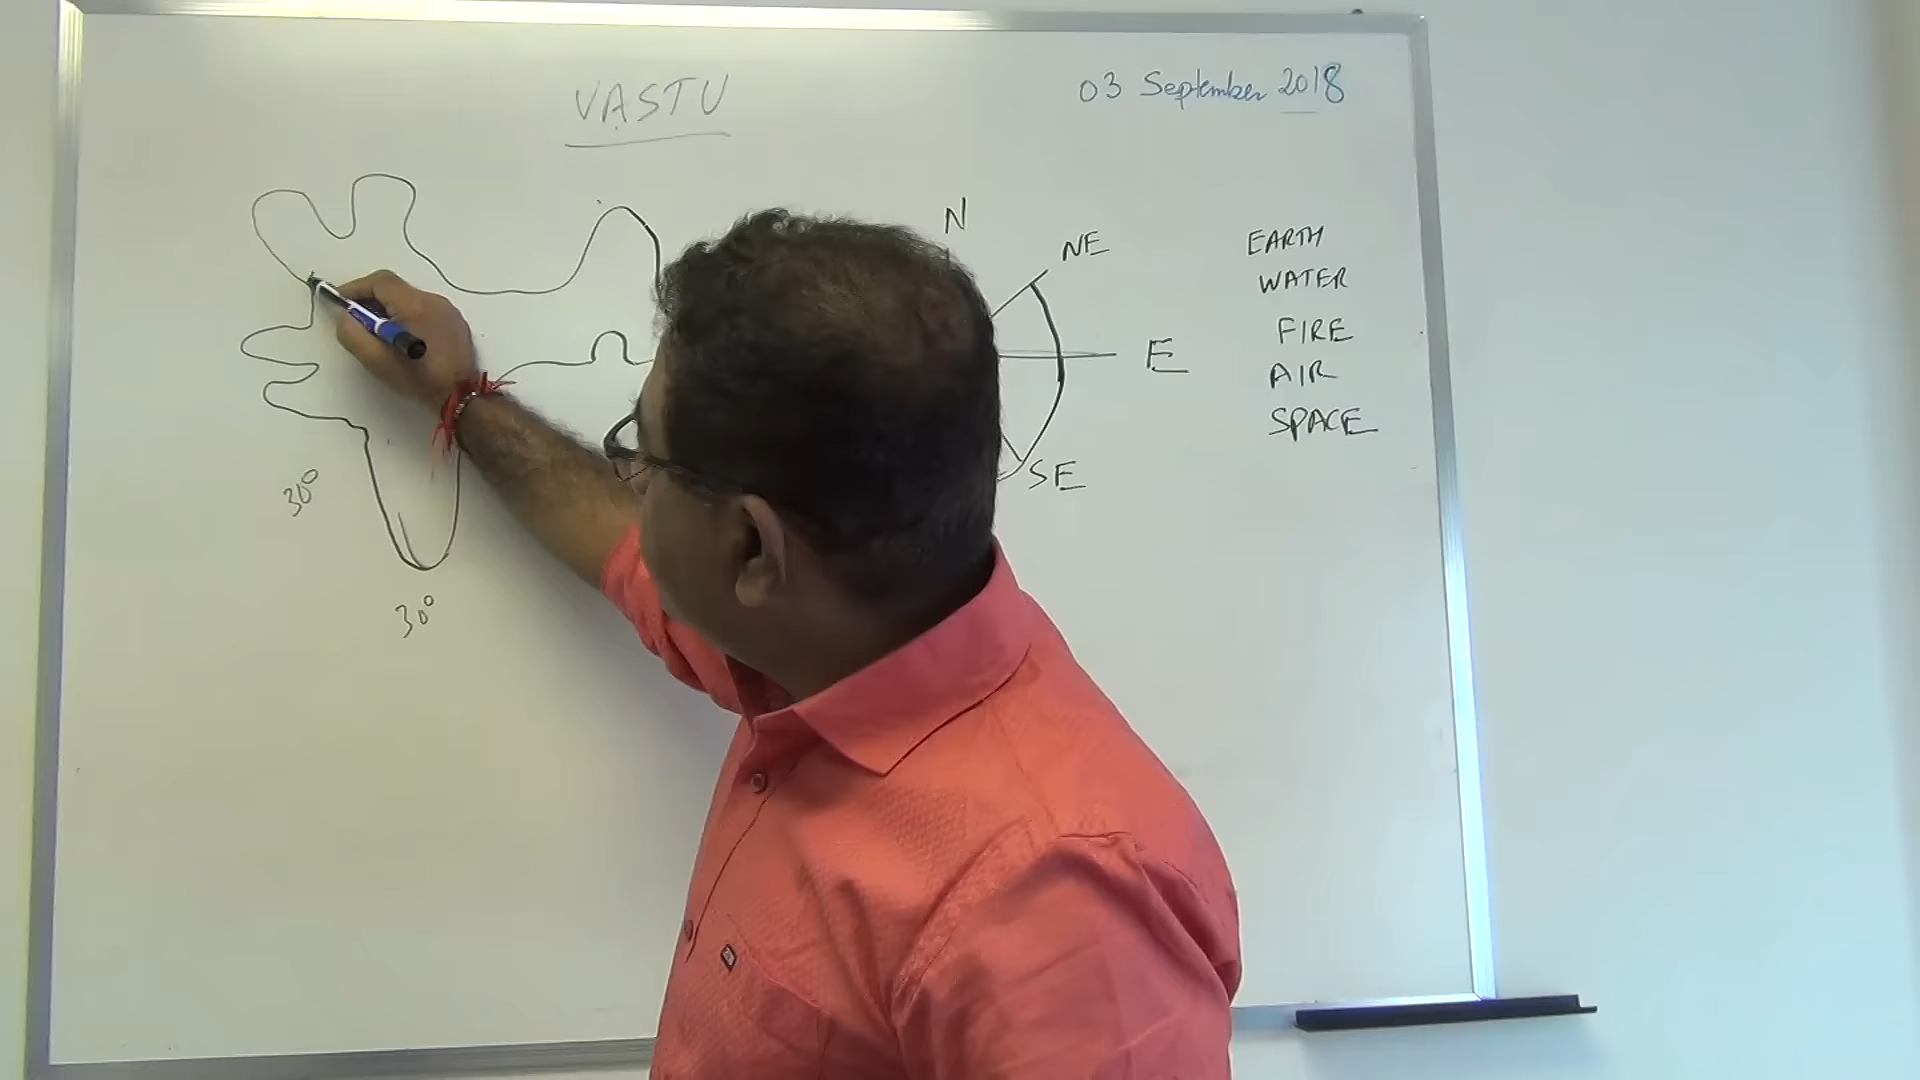 VASTU
03 September 2018
N
NE
E
SE
EARTH
WATER
FIRE
AIR
SPACE
30°
30°